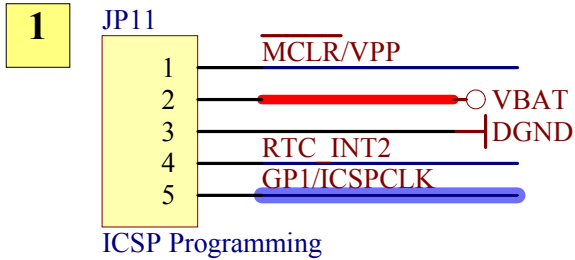 1
JP11
1 MCLR/VPP
2 VBAT
3 DGND
4 RTC_INT2
5 GP1/ICSPCLK
ICSP Programming